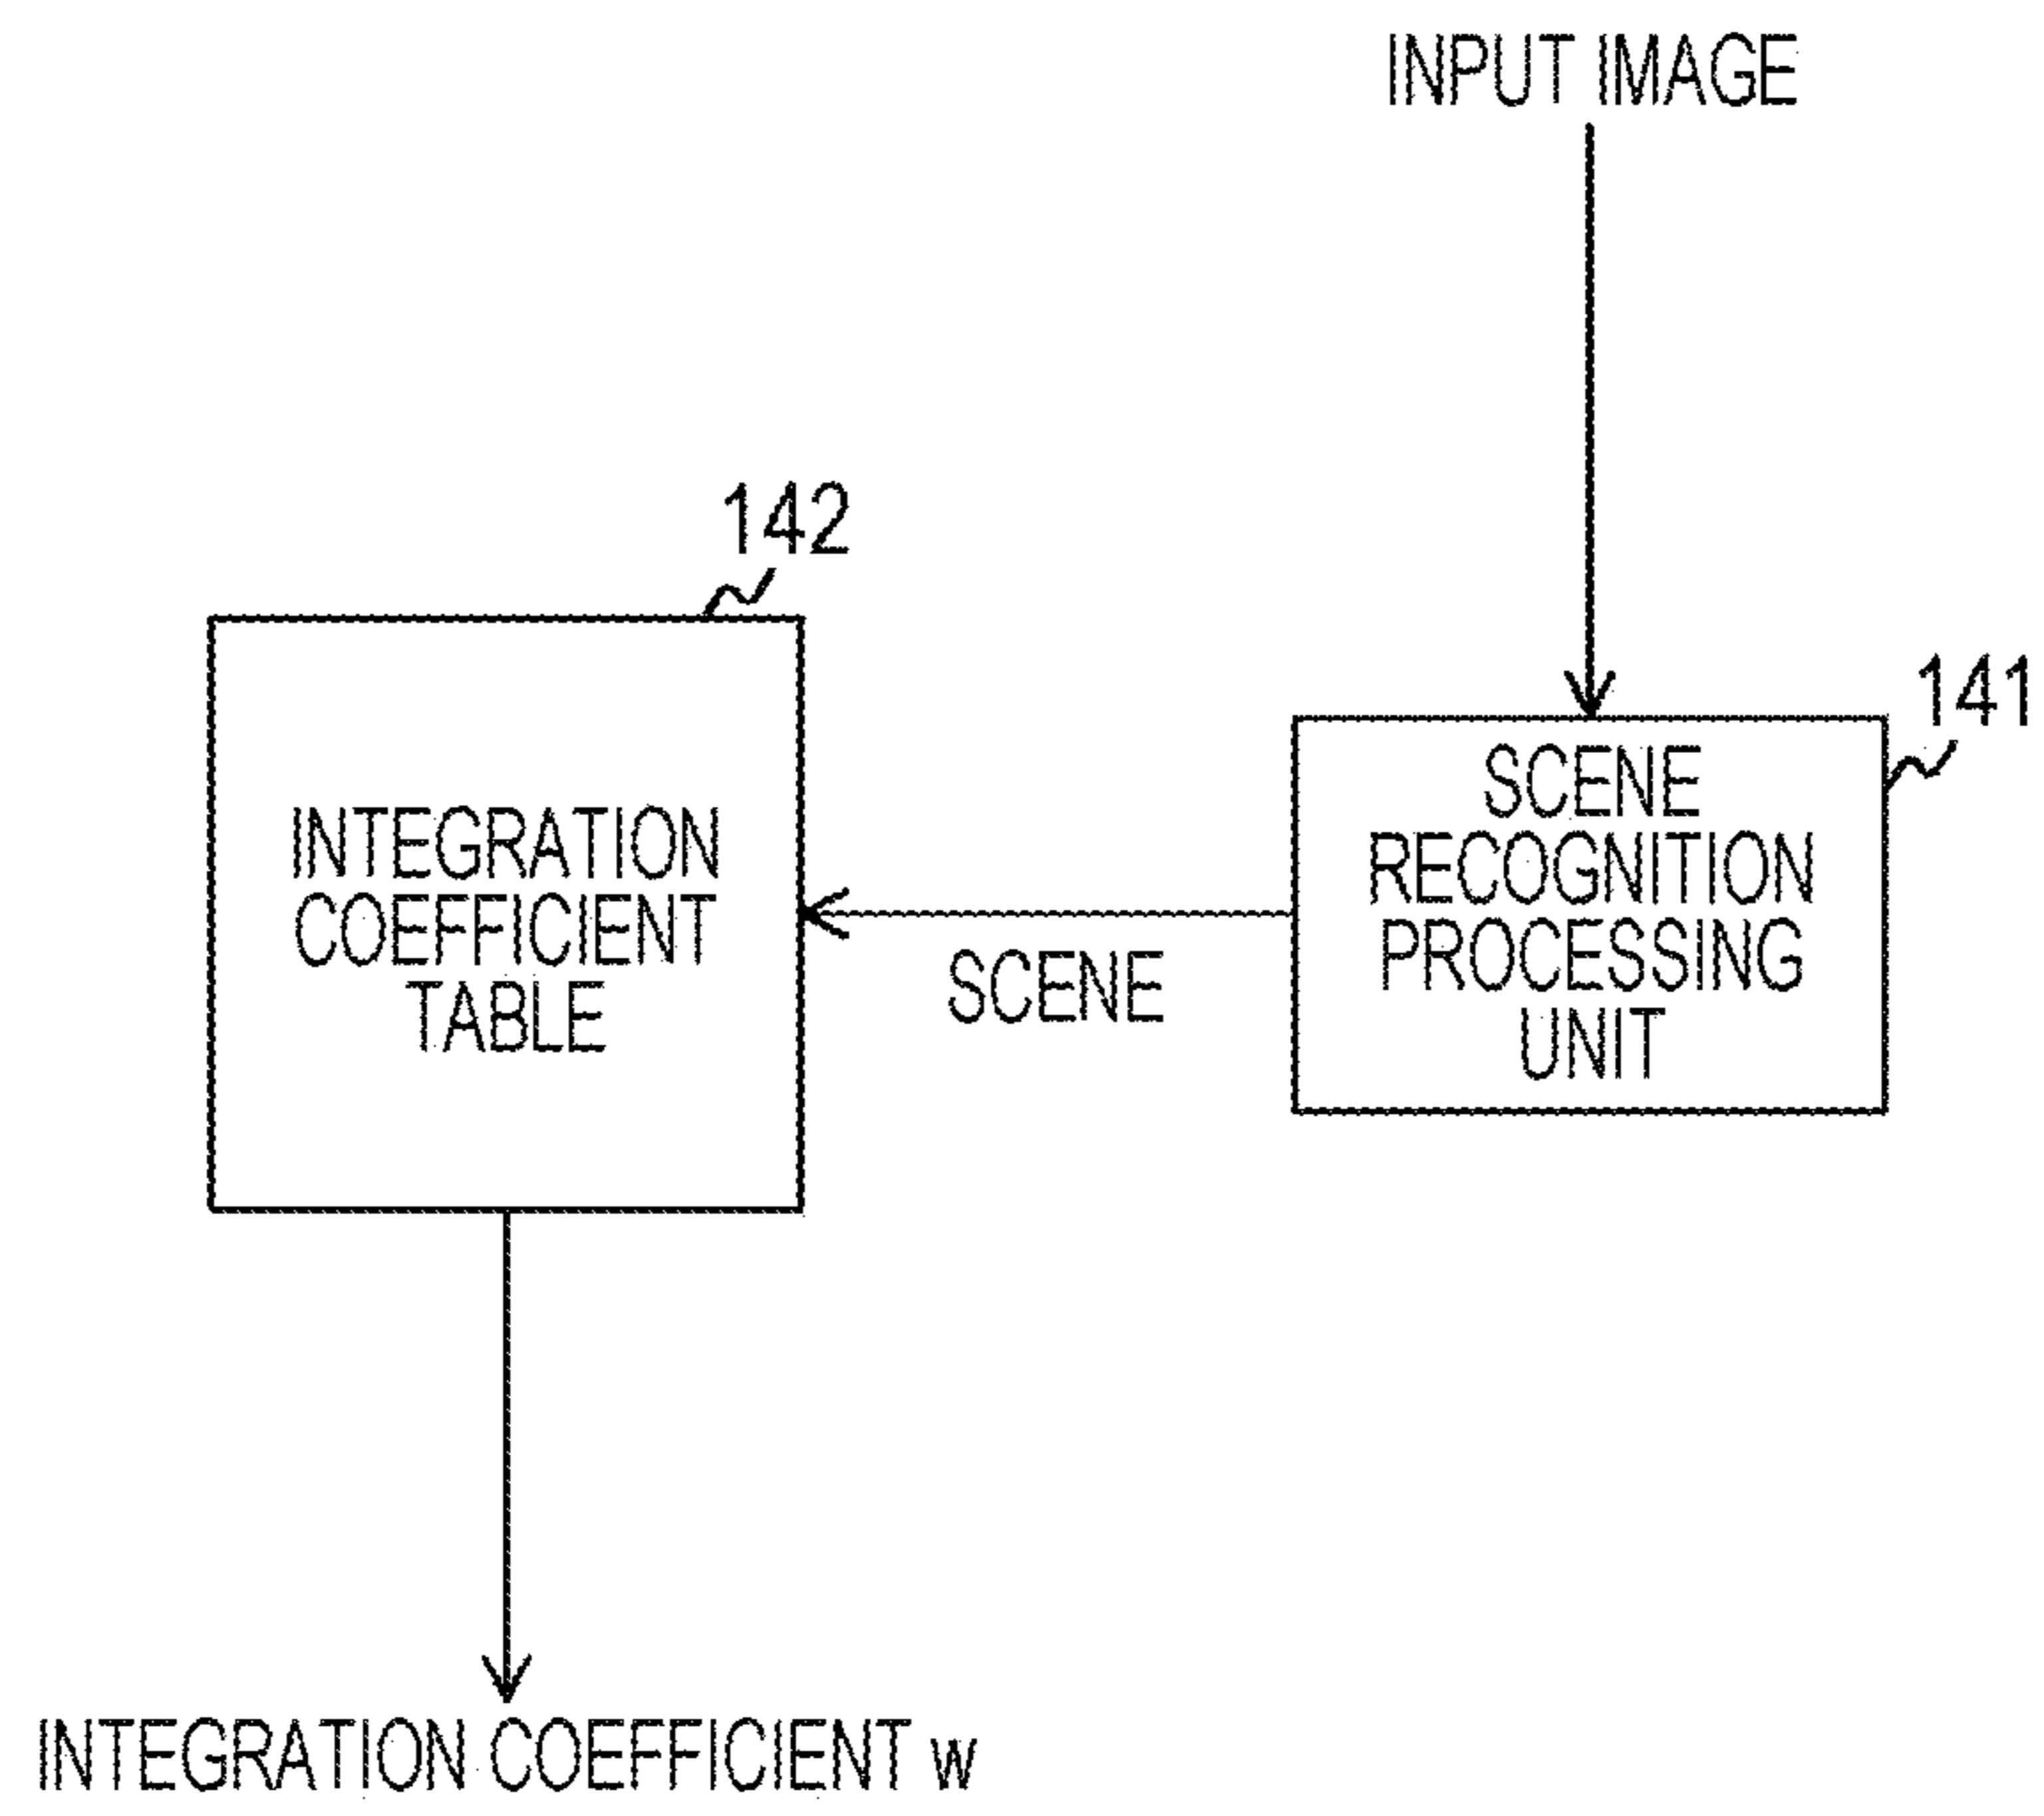 INPUT IMAGE
142
141
SCENE
RECOGNITION
PROCESSING
UNIT
INTEGRATION
COEFFICIENT
TABLE
SCENE
INTEGRATION COEFFICIENT w